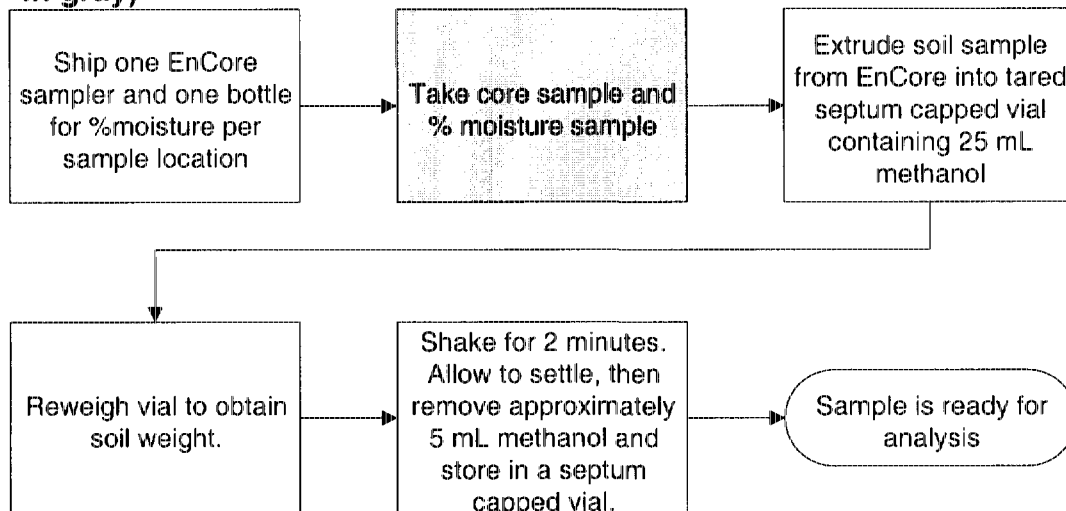 in gray)
Ship one EnCore
sampler and one bottle
for %moisture per
sample location
Take core sample and
% moisture sample
Extrude soil sample
from EnCore into tared
septum capped vial
containing 25 mL
methanol
Reweigh vial to obtain
soil weight.
Shake for 2 minutes.
Allow to settle, then
remove approximately
5 mL methanol and
store in a septum
capped vial.
Sample is ready for
analysis